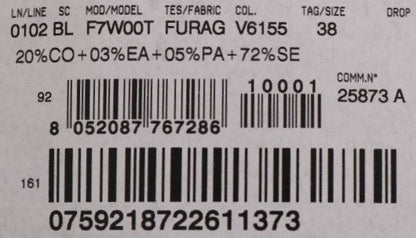 LN/LINE SC MOD/MODEL TES/FABRIC COL. TAG/SIZE DROP
0102 BL F7W00T FURAG V6155 38
20%CO+03%EA+05%PA+72%SE
10001 COMM.N°
92 25873 A
8 052087 767286
161
0759218722611373